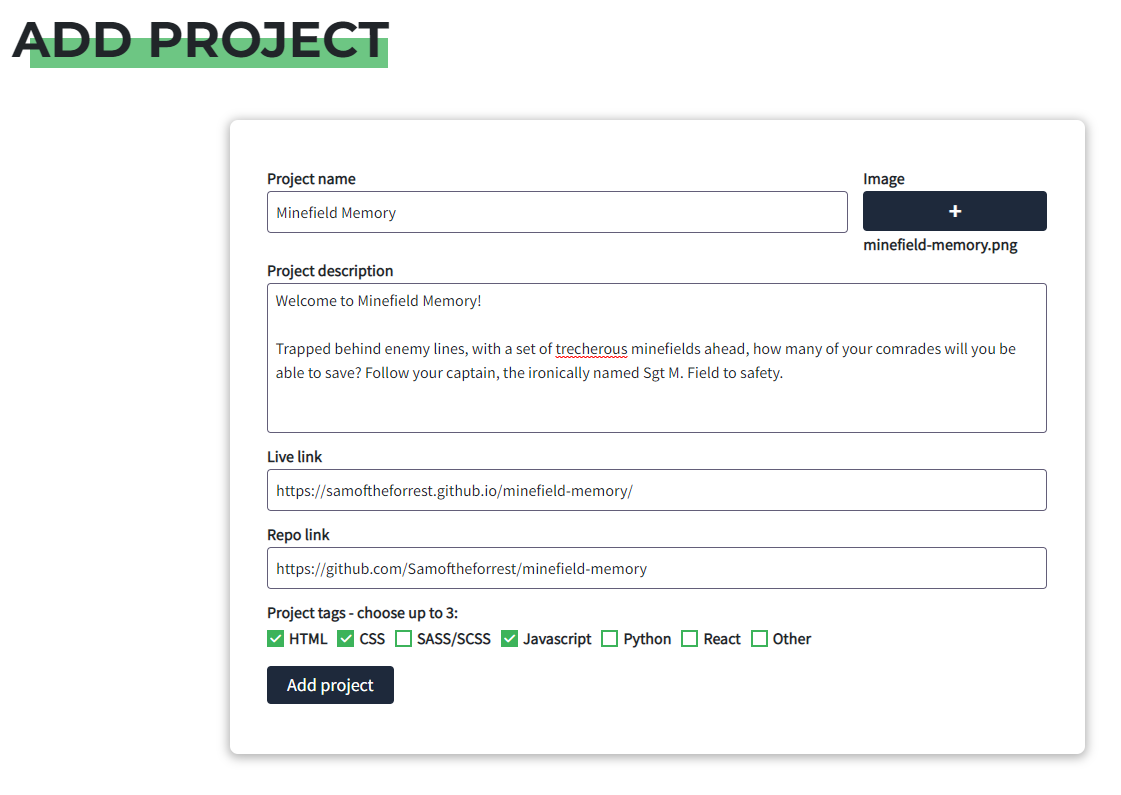 ADD PROJECT
Project name
Image
Minefield Memory
+
minefield-memory.png
Project description
Welcome to Minefield Memory!
Trapped behind enemy lines, with a set of trecherous minefields ahead, how many of your comrades will you be
able to save? Follow your captain, the ironically named Sgt M. Field to safety.
Live link
https://samoftheforrest.github.io/minefield-memory/
Repo link
https://github.com/Samoftheforrest/minefield-memory
Project tags - choose up to 3:
HTML CSS SASS/SCSS Javascript Python React Other
Add project